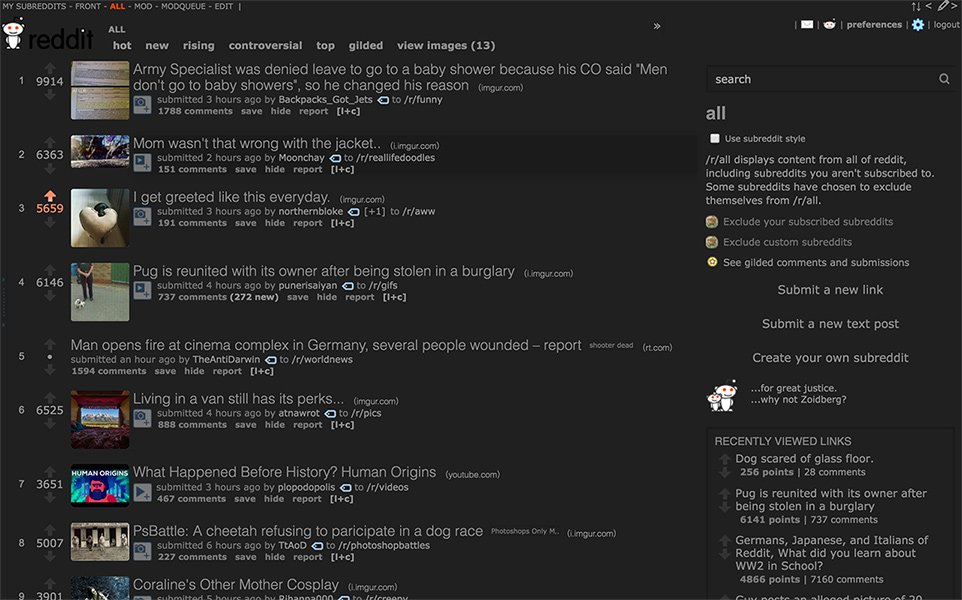 MY SUBREDDITS - FRONT - ALL - MOD - MODQUEUE - EDIT |
reddit
ALL
hot new rising controversial top gilded view images (13)
| preferences | | logout
1
9914
Army Specialist was denied leave to go to a baby shower because his CO said "Men
don't go to baby showers", so he changed his reason (imgur.com)
submitted 3 hours ago by Backpacks_Got_Jets to /r/funny
1788 comments save hide report [l+c]
2
6363
Mom wasn't that wrong with the jacket.. (i.imgur.com)
submitted 2 hours ago by Moonchay to /r/reallifedoodles
151 comments save hide report [l+c]
3
5659
I get greeted like this everyday. (imgur.com)
submitted 3 hours ago by northernbloke [+1] to /r/aww
191 comments save hide report [l+c]
4
6146
Pug is reunited with its owner after being stolen in a burglary (i.imgur.com)
submitted 4 hours ago by punerisaiyan to /r/gifs
737 comments (272 new) save hide report [l+c]
5
•
Man opens fire at cinema complex in Germany, several people wounded – report shooter dead (rt.com)
submitted an hour ago by TheAntiDarwin to /r/worldnews
1594 comments save hide report [l+c]
6
6525
Living in a van still has its perks... (imgur.com)
submitted 4 hours ago by atnawrot to /r/pics
888 comments save hide report [l+c]
7
3651
HUMAN ORIGINS
What Happened Before History? Human Origins (youtube.com)
submitted 3 hours ago by plopodopolis to /r/videos
467 comments save hide report [l+c]
8
5007
PsBattle: A cheetah refusing to paricipate in a dog race Photoshops Only M.. (i.imgur.com)
submitted 6 hours ago by TtAoD to /r/photoshopbattles
227 comments save hide report [l+c]
9
3901
Coraline's Other Mother Cosplay (i.imgur.com)
submitted 5 hours ago by Rihanna000 to /r/creepy
search
all
Use subreddit style
/r/all displays content from all of reddit,
including subreddits you aren't subscribed to.
Some subreddits have chosen to exclude
themselves from /r/all.
Exclude your subscribed subreddits
Exclude custom subreddits
See gilded comments and submissions
Submit a new link
Submit a new text post
Create your own subreddit
...for great justice.
...why not Zoidberg?
RECENTLY VIEWED LINKS
Dog scared of glass floor.
256 points | 28 comments
Pug is reunited with its owner after
being stolen in a burglary
6141 points | 737 comments
Germans, Japanese, and Italians of
Reddit, What did you learn about
WW2 in School?
4866 points | 7160 comments
Guy posts an alleged picture of 20